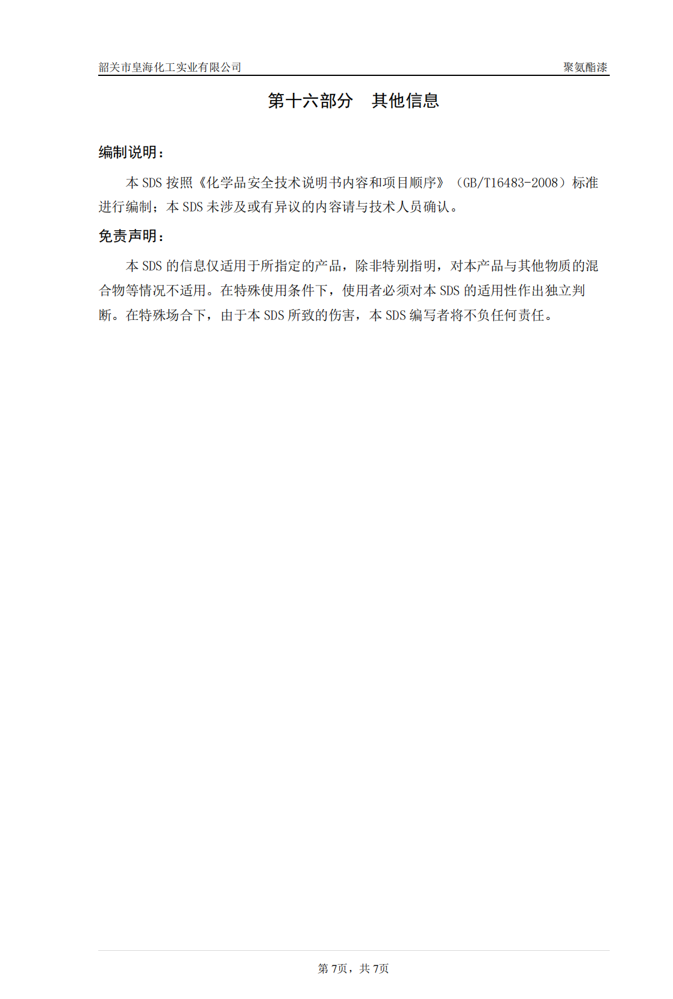 韶关市皇海化工实业有限公司 聚氨酯漆
第十六部分 其他信息
编制说明：
本 SDS 按照《化学品安全技术说明书内容和项目顺序》（GB/T16483-2008）标准
进行编制；本 SDS 未涉及或有异议的内容请与技术人员确认。
免责声明：
本 SDS 的信息仅适用于所指定的产品，除非特别指明，对本产品与其他物质的混
合物等情况不适用。在特殊使用条件下，使用者必须对本 SDS 的适用性作出独立判
断。在特殊场合下，由于本 SDS 所致的伤害，本 SDS 编写者将不负任何责任。
第 7页，共 7页